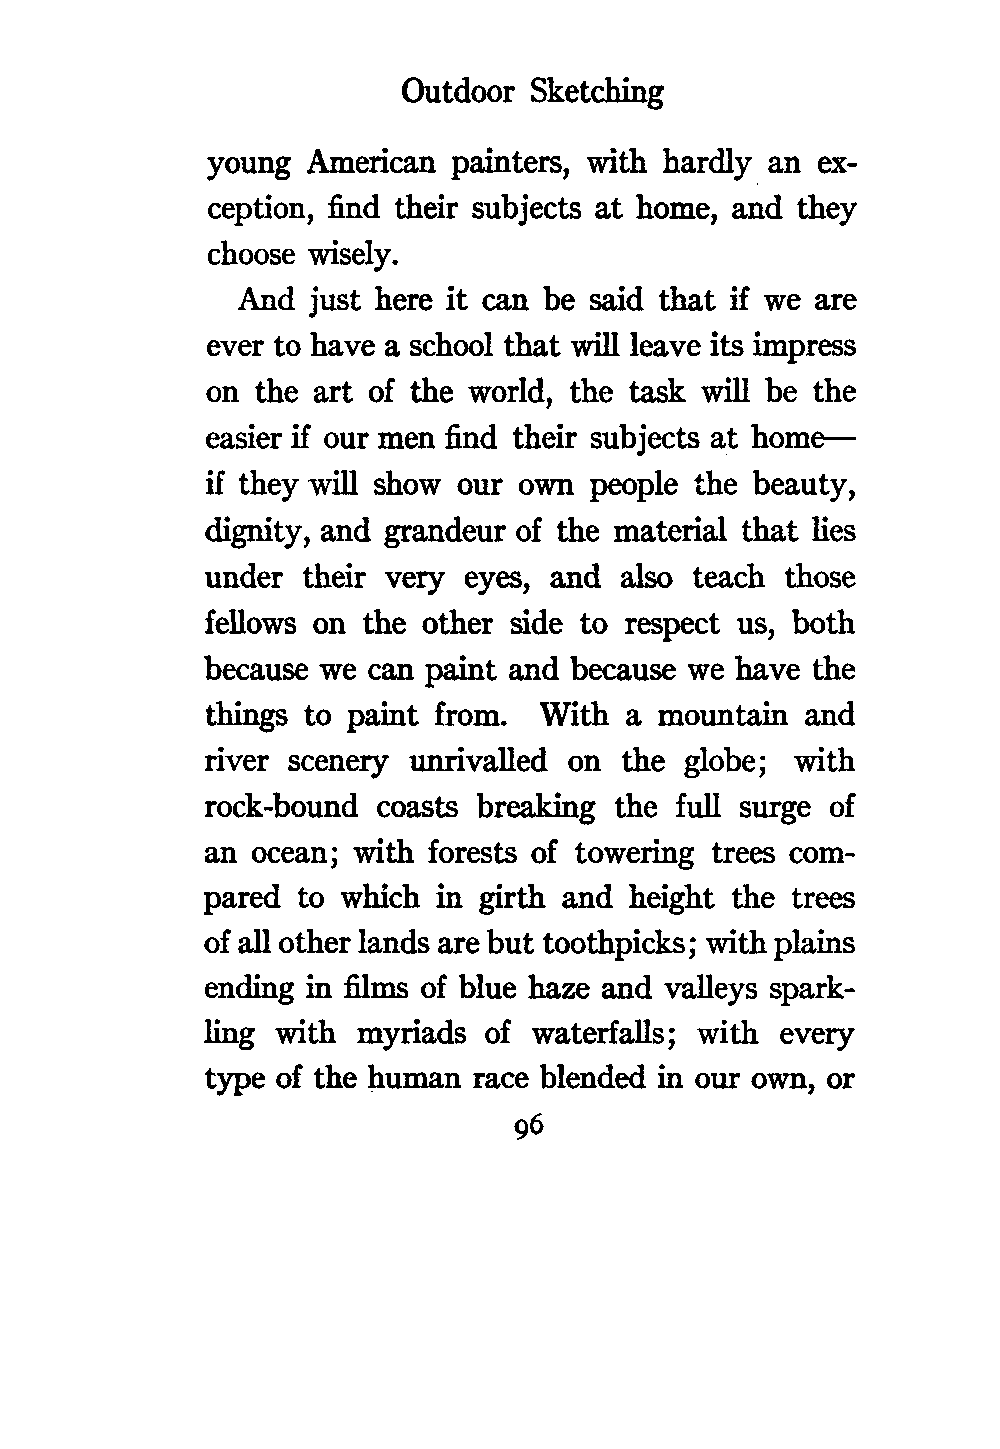 Outdoor Sketching
young American painters, with hardly an ex-
ception, find their subjects at home, and they
choose wisely.
And just here it can be said that if we are
ever to have a school that will leave its impress
on the art of the world, the task will be the
easier if our men find their subjects at home—
if they will show our own people the beauty,
dignity, and grandeur of the material that lies
under their very eyes, and also teach those
fellows on the other side to respect us, both
because we can paint and because we have the
things to paint from. With a mountain and
river scenery unrivalled on the globe; with
rock-bound coasts breaking the full surge of
an ocean; with forests of towering trees com-
pared to which in girth and height the trees
of all other lands are but toothpicks; with plains
ending in films of blue haze and valleys spark-
ling with myriads of waterfalls; with every
type of the human race blended in our own, or
96